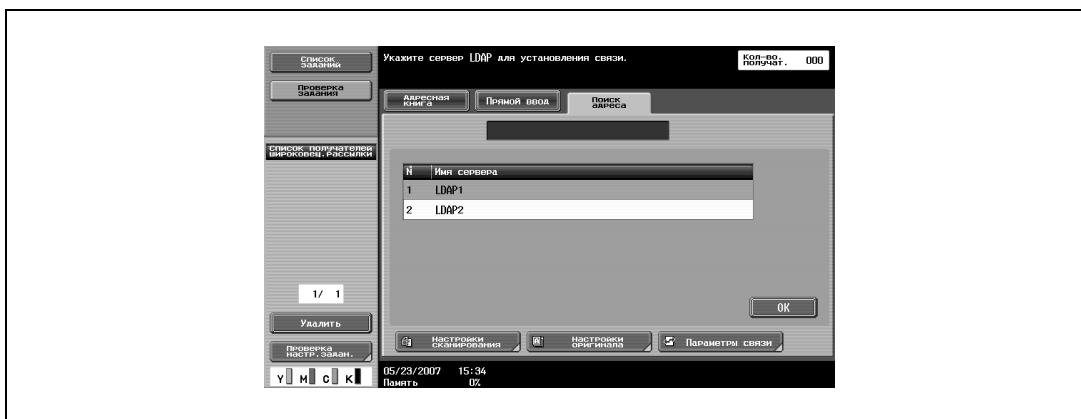 Список
заданий
Укажите сервер LDAP для установления связи.
Кол-во.
получат.
000
Проверка
задания
Адресная
книга
Прямой ввод
Поиск
адреса
Список получателей
широковещ.рассылки
N
Имя сервера
1 LDAP1
2 LDAP2
1/ 1
OK
Удалить
Настройки
сканирования
Настройки
оригинала
Параметры связи
Проверка
настр.задан.
Y M C K
05/23/2007 15:34
Память 0%